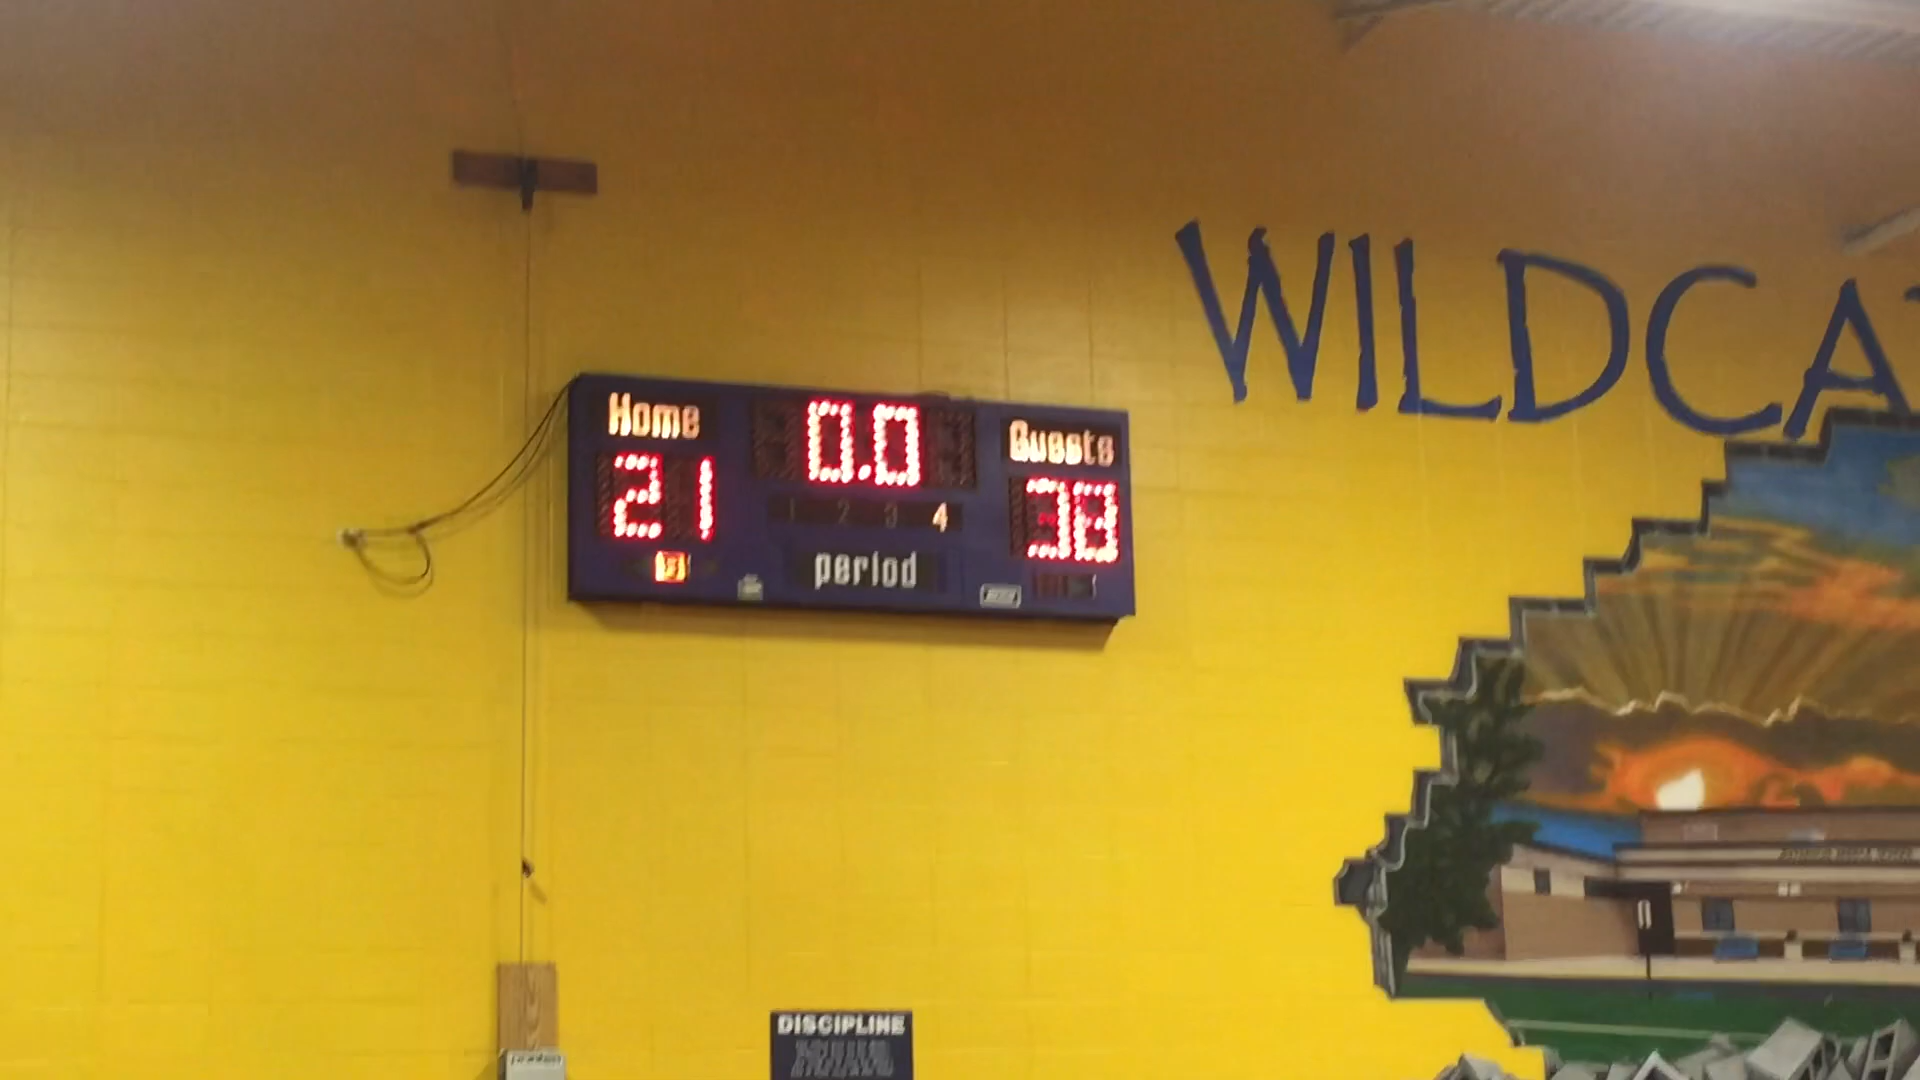 WILDCA
Home
0.0
Guests
21
38
1 2 3 4
period
DISCIPLINE